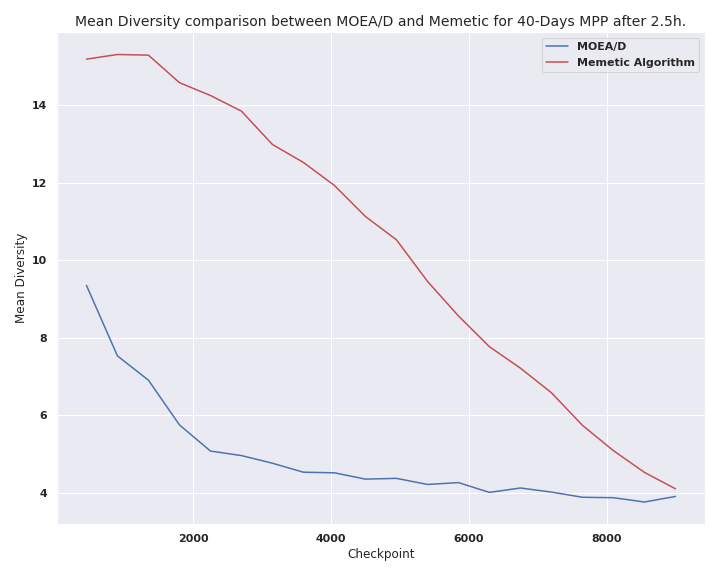 Mean Diversity comparison between MOEA/D and Memetic for 40-Days MPP after 2.5h.
MOEA/D
Memetic Algorithm
14
12
10
8
6
4
Mean Diversity
2000 4000 6000 8000
Checkpoint